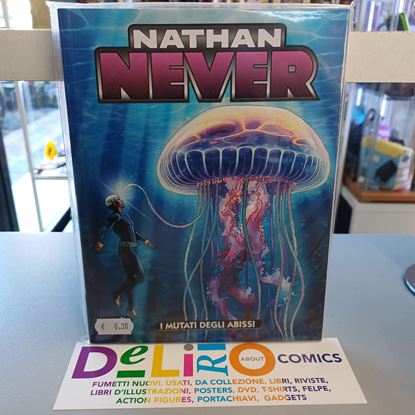 NATHAN
NEVER
I MUTATI DEGLI ABISSI
€ 6.30
DELIRIO ABOUT COMICS
FUMETTI NUOVI, USATI, DA COLLEZIONE, LIBRI, RIVISTE,
LIBRI D'ILLUSTRAZIONI, POSTERS, DVD, T-SHIRTS, FELPE,
ACTION FIGURES, PORTACHIAVI, GADGETS